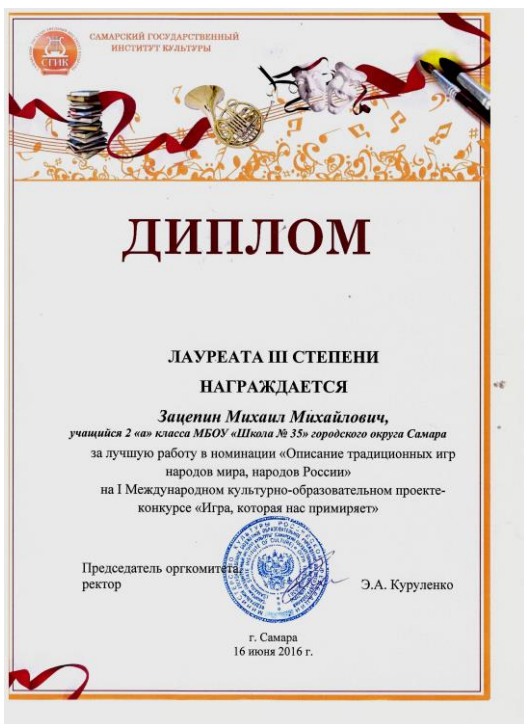 САМАРСКИЙ ГОСУДАРСТВЕННЫЙ
ИНСТИТУТ КУЛЬТУРЫ
СГИК
ДИПЛОМ
ЛАУРЕАТА III СТЕПЕНИ
НАГРАЖДАЕТСЯ
Зацепин Михаил Михайлович,
учащийся 2 «а» класса МБОУ «Школа № 35» городского округа Самара
за лучшую работу в номинации «Описание традиционных игр
народов мира, народов России»
на I Международном культурно-образовательном проекте-
конкурсе «Игра, которая нас примиряет»
Председатель оргкомитета,
ректор Э.А. Куруленко
г. Самара
16 июня 2016 г.